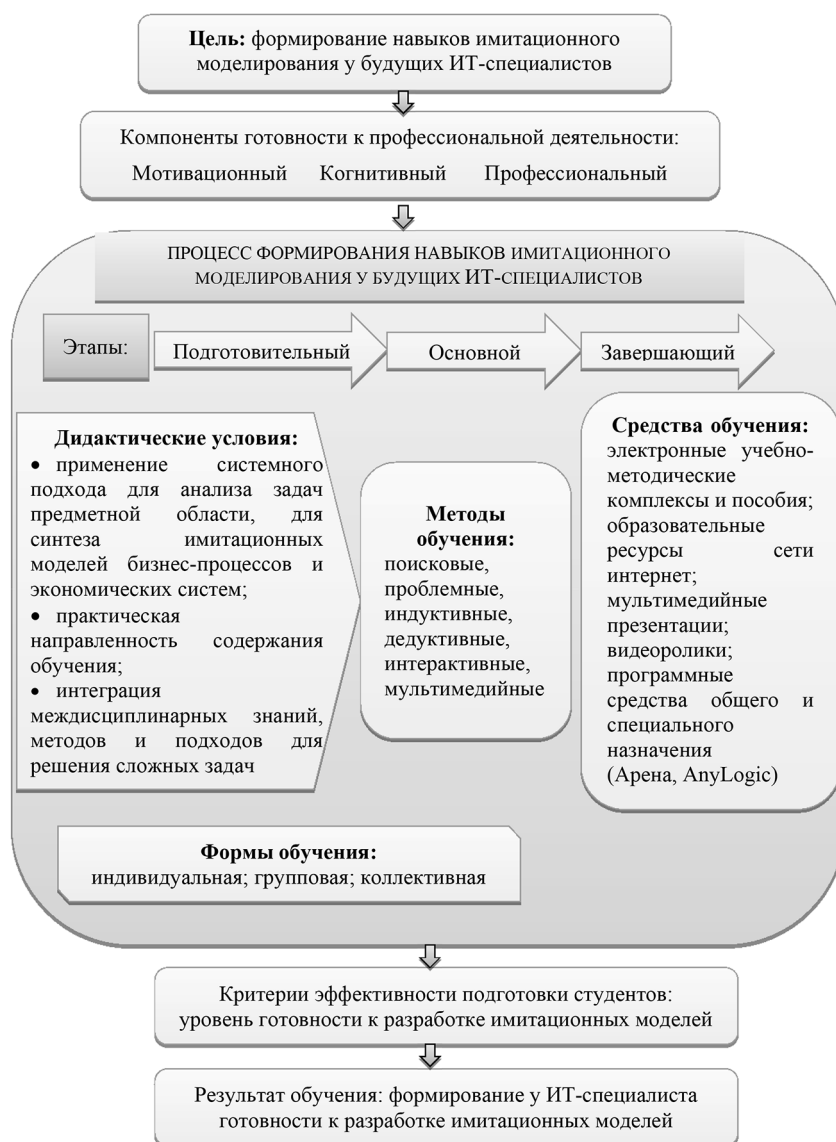 Цель: формирование навыков имитационного
моделирования у будущих ИТ-специалистов
Компоненты готовности к профессиональной деятельности:
Мотивационный Когнитивный Профессиональный
ПРОЦЕСС ФОРМИРОВАНИЯ НАВЫКОВ ИМИТАЦИОННОГО
МОДЕЛИРОВАНИЯ У БУДУЩИХ ИТ-СПЕЦИАЛИСТОВ
Этапы:
Подготовительный
Основной
Завершающий
Дидактические условия:
• применение системного
подхода для анализа задач
предметной области, для
синтеза имитационных
моделей бизнес-процессов и
экономических систем;
• практическая
направленность содержания
обучения;
• интеграция
междисциплинарных знаний,
методов и подходов для
решения сложных задач
Методы
обучения:
поисковые,
проблемные,
индуктивные,
дедуктивные,
интерактивные,
мультимедийные
Средства обучения:
электронные учебно-
методические
комплексы и пособия;
образовательные
ресурсы сети
интернет;
мультимедийные
презентации;
видеоролики;
программные
средства общего и
специального
назначения
(Арена, AnyLogic)
Формы обучения:
индивидуальная; групповая; коллективная
Критерии эффективности подготовки студентов:
уровень готовности к разработке имитационных моделей
Результат обучения: формирование у ИТ-специалиста
готовности к разработке имитационных моделей